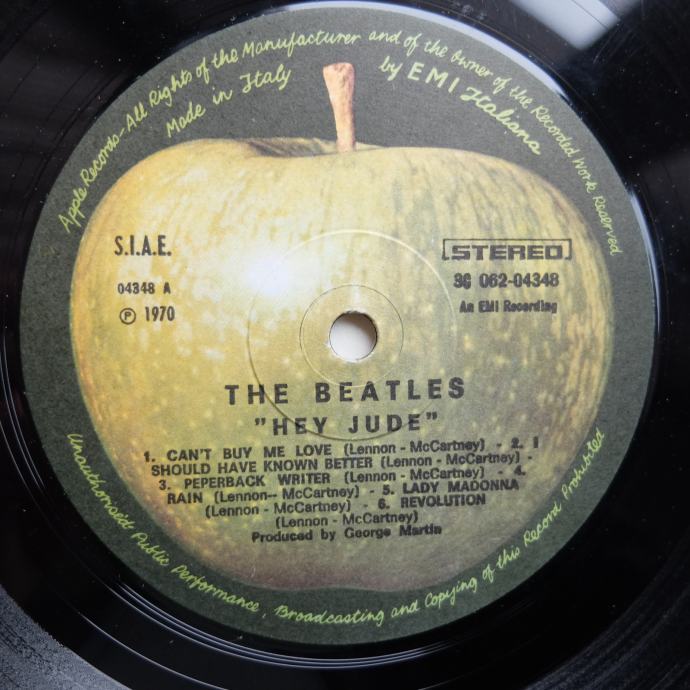 Apple Records-All Rights of the Manufacturer and of the Owner of the Recorded Work Reserved
Made in Italy by EMI Italiana
S.I.A.E.
04348 A
℗ 1970
[STEREO]
3C 062-04348
An EMI Recording
THE BEATLES
"HEY JUDE"
1. CAN'T BUY ME LOVE (Lennon - McCartney) - 2. I
SHOULD HAVE KNOWN BETTER (Lennon - McCartney) -
3. PEPERBACK WRITER (Lennon - McCartney) - 4.
RAIN (Lennon-- McCartney) - 5. LADY MADONNA
(Lennon - McCartney) - 6. REVOLUTION
(Lennon - McCartney)
Produced by George Martin
Unauthorised Public Performance, Broadcasting and Copying of this Record Prohibited